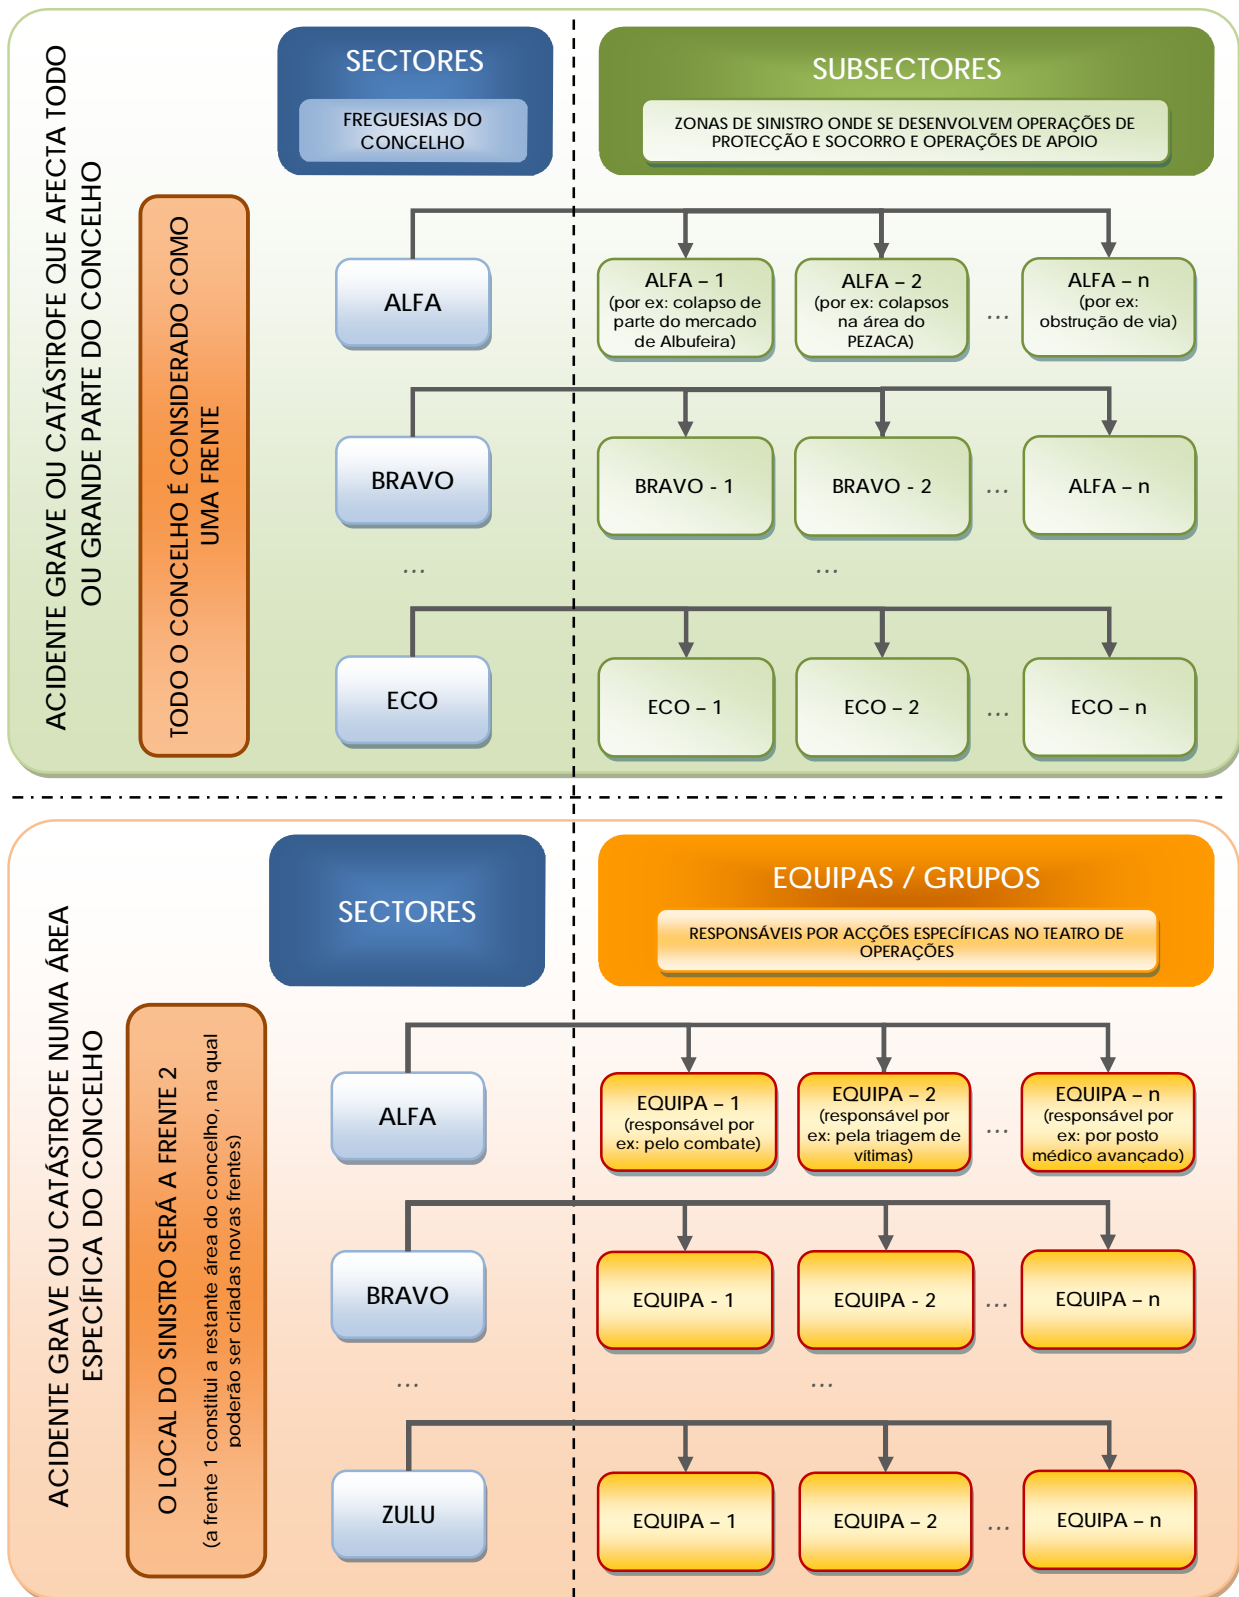 ACIDENTE GRAVE OU CATÁSTROFE QUE AFECTA TODO
OU GRANDE PARTE DO CONCELHO
TODO O CONCELHO É CONSIDERADO COMO
UMA FRENTE
SECTORES
FREGUESIAS DO
CONCELHO
SUBSECTORES
ZONAS DE SINISTRO ONDE SE DESENVOLVEM OPERAÇÕES DE
PROTECÇÃO E SOCORRO E OPERAÇÕES DE APOIO
ALFA
ALFA – 1
(por ex: colapso de
parte do mercado
de Albufeira)
ALFA – 2
(por ex: colapsos
na área do
PEZACA)
...
ALFA – n
(por ex:
obstrução de via)
BRAVO
BRAVO - 1
BRAVO - 2
...
ALFA – n
...
...
ECO
ECO – 1
ECO – 2
...
ECO – n
ACIDENTE GRAVE OU CATÁSTROFE NUMA ÁREA
ESPECÍFICA DO CONCELHO
O LOCAL DO SINISTRO SERÁ A FRENTE 2
(a frente 1 constitui a restante área do concelho, na qual
poderão ser criadas novas frentes)
SECTORES
EQUIPAS / GRUPOS
RESPONSÁVEIS POR ACÇÕES ESPECÍFICAS NO TEATRO DE
OPERAÇÕES
ALFA
EQUIPA – 1
(responsável por
ex: pelo combate)
EQUIPA – 2
(responsável por
ex: pela triagem de
vítimas)
...
EQUIPA – n
(responsável por
ex: por posto
médico avançado)
BRAVO
EQUIPA - 1
EQUIPA - 2
...
EQUIPA – n
...
...
ZULU
EQUIPA – 1
EQUIPA – 2
...
EQUIPA – n